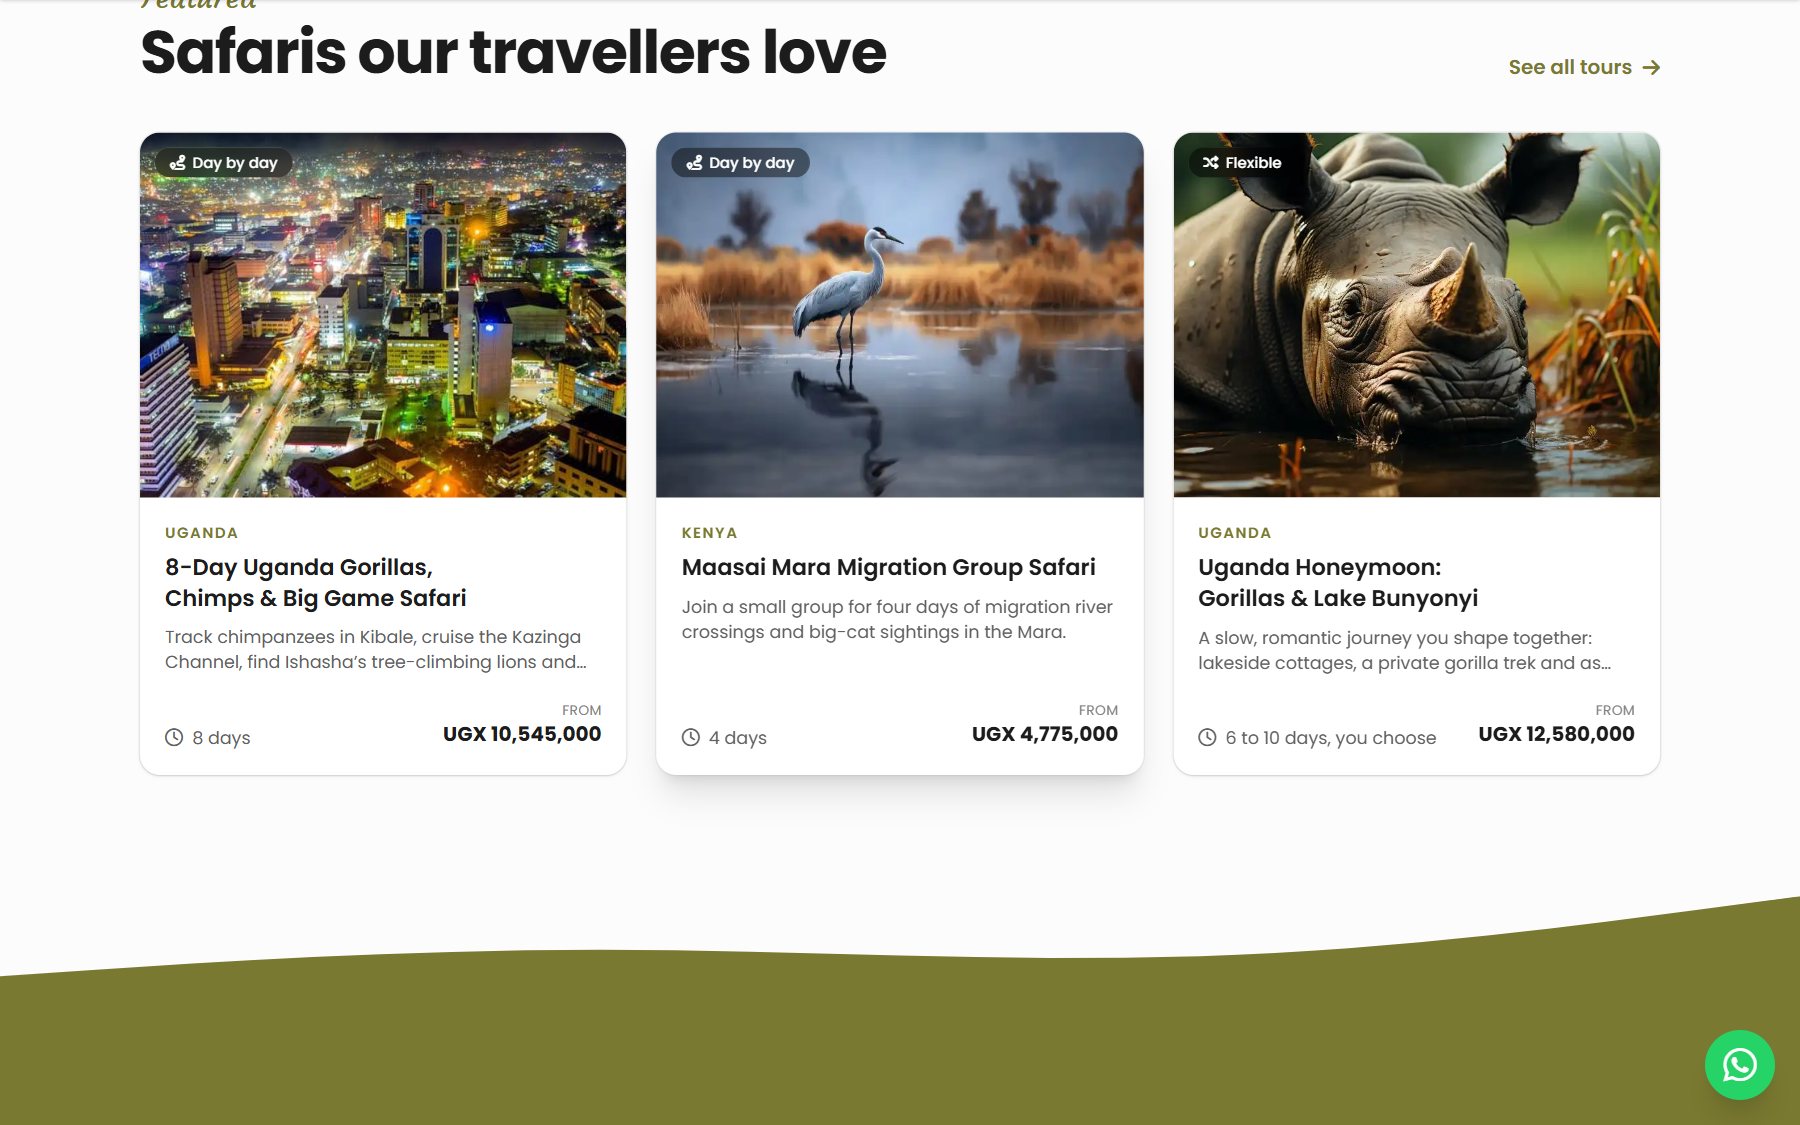 Featured
Safaris our travellers love
See all tours
Day by day
UGANDA
8-Day Uganda Gorillas,
Chimps & Big Game Safari
Track chimpanzees in Kibale, cruise the Kazinga
Channel, find Ishasha’s tree-climbing lions and...
8 days
FROM
UGX 10,545,000
Day by day
KENYA
Maasai Mara Migration Group Safari
Join a small group for four days of migration river
crossings and big-cat sightings in the Mara.
4 days
FROM
UGX 4,775,000
Flexible
UGANDA
Uganda Honeymoon:
Gorillas & Lake Bunyonyi
A slow, romantic journey you shape together:
lakeside cottages, a private gorilla trek and as...
6 to 10 days, you choose
FROM
UGX 12,580,000